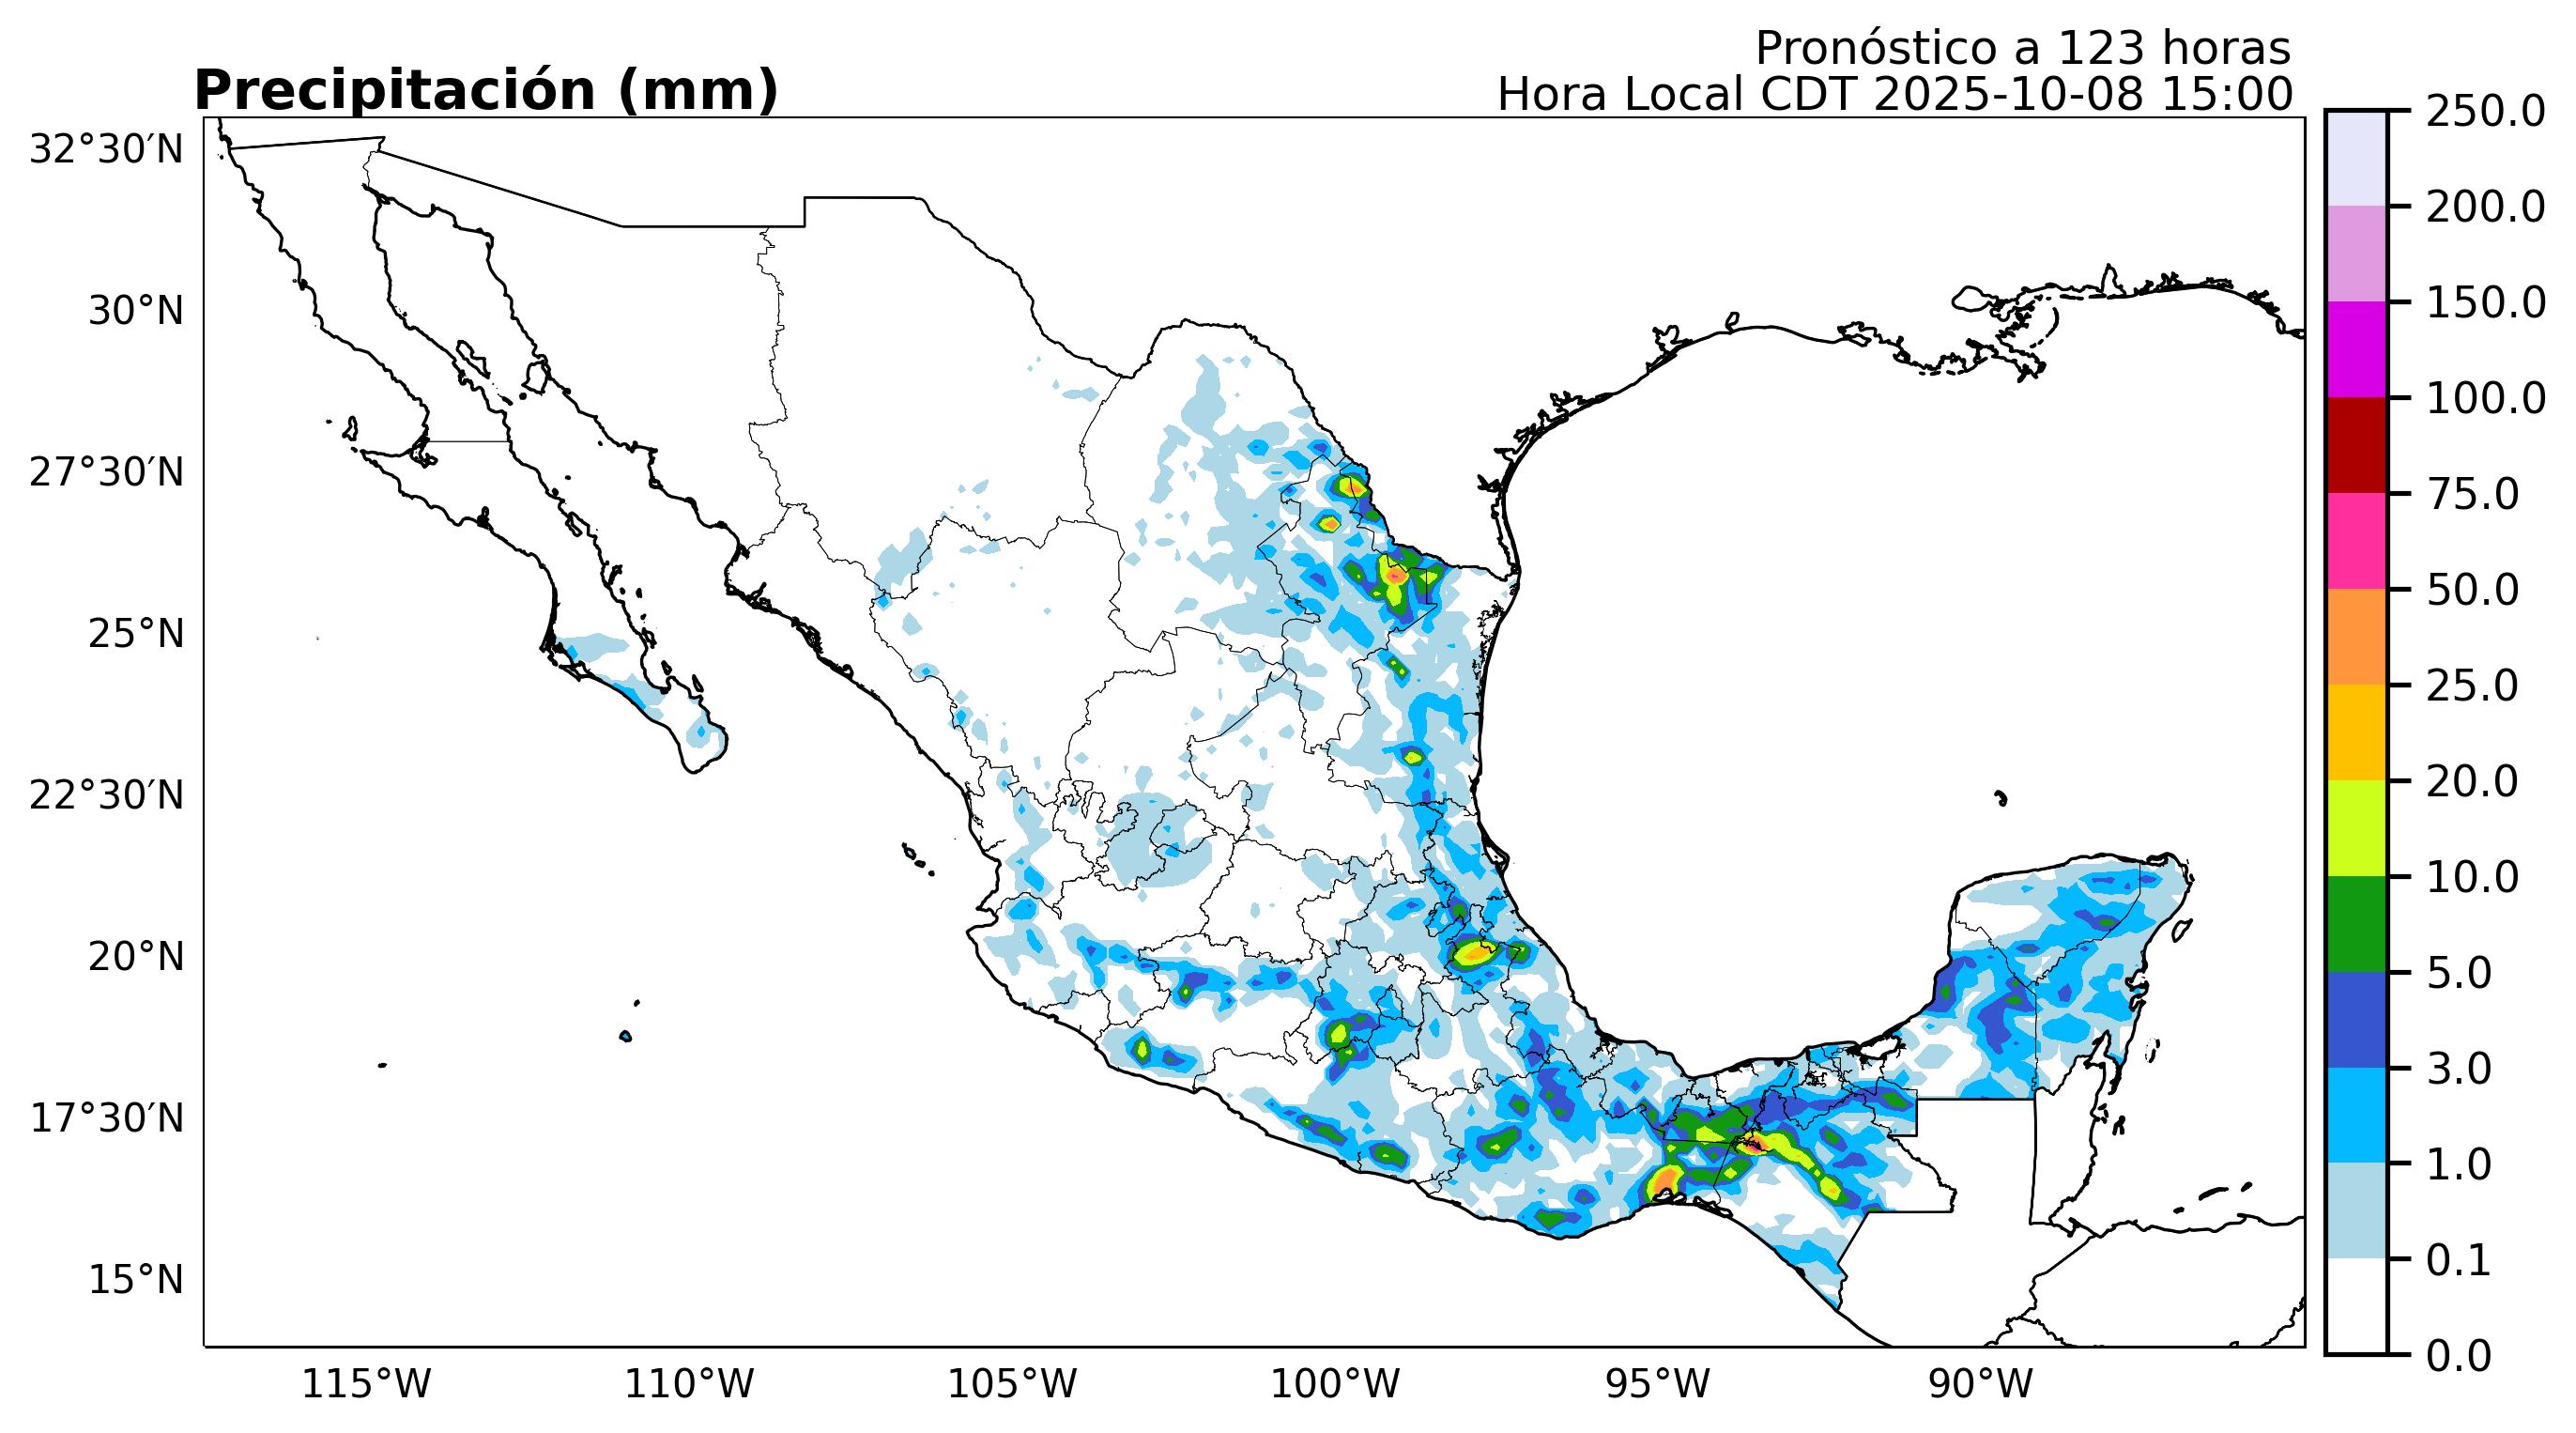 Pronóstico a 123 horas
Precipitación (mm)
Hora Local CDT 2025-10-08 15:00
32°30′N
30°N
27°30′N
25°N
22°30′N
20°N
17°30′N
15°N
115°W
110°W
105°W
100°W
95°W
90°W
250.0
200.0
150.0
100.0
75.0
50.0
25.0
20.0
10.0
5.0
3.0
1.0
0.1
0.0